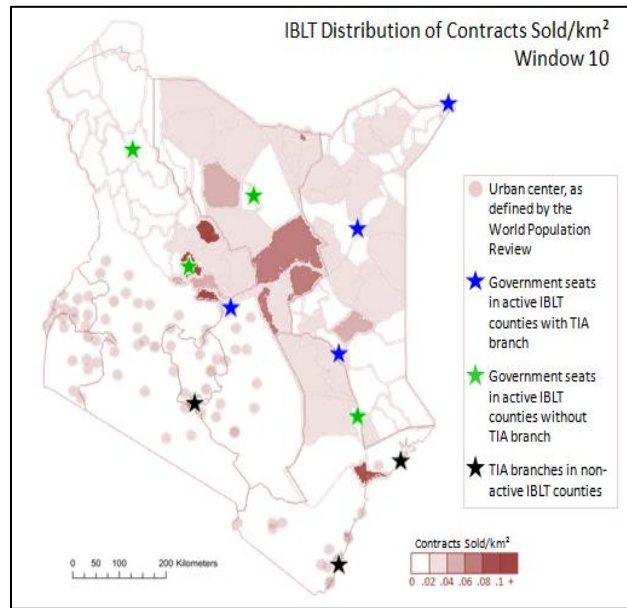 IBLT Distribution of Contracts Sold/km²
Window 10
Urban center, as
defined by the
World Population
Review
Government seats
in active IBLT
counties with TIA
branch
Government seats
in active IBLT
counties without
TIA branch
TIA branches in non-
active IBLT counties
Contracts Sold/km²
0 .02 .04 .06 .08 .1 +
0 50 100 200 Kilometers